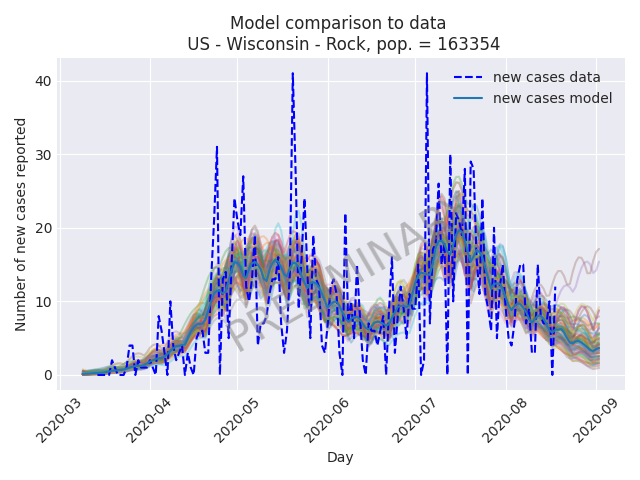 Model comparison to data
US - Wisconsin - Rock, pop. = 163354
new cases data
new cases model
Number of new cases reported
40
30
20
10
0
PRELIMINARY
2020-03
2020-04
2020-05
2020-06
2020-07
2020-08
2020-09
Day